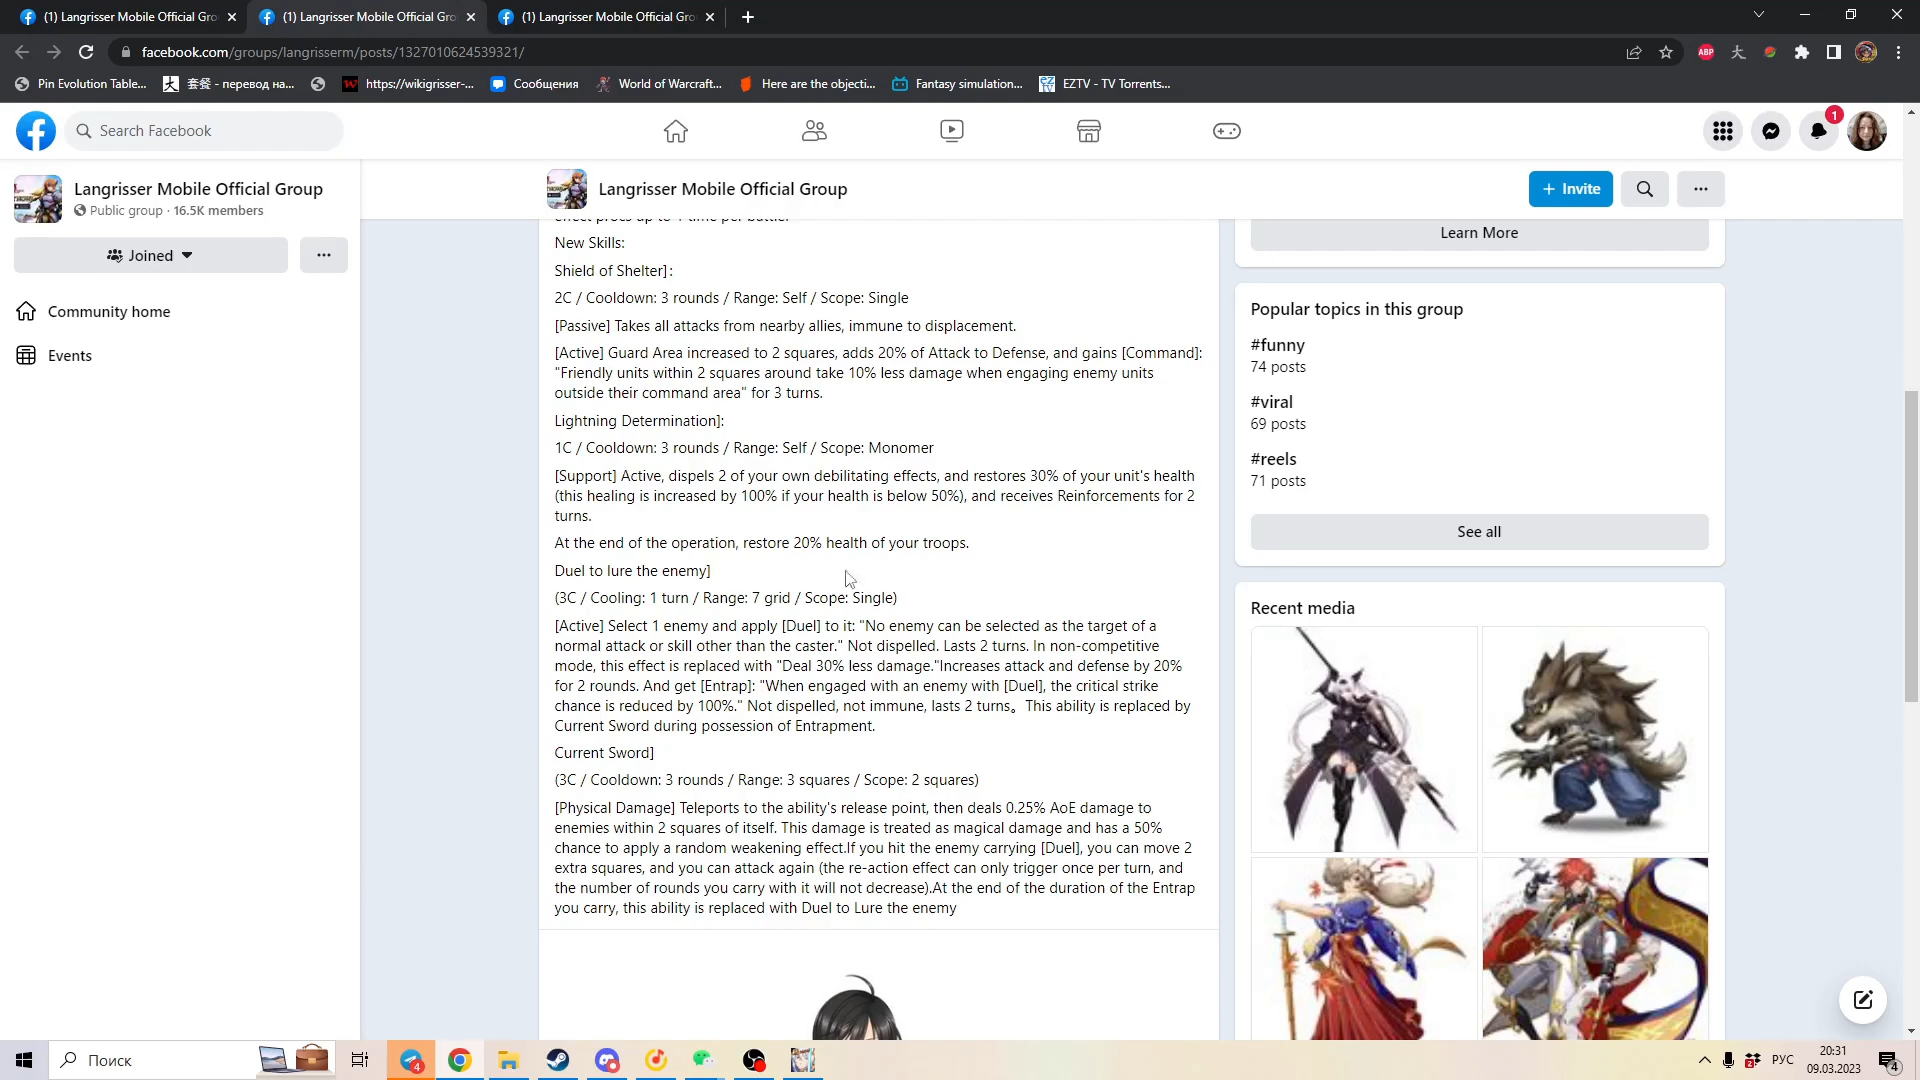 (1) Langrisser Mobile Official Gro
(1) Langrisser Mobile Official Gro
(1) Langrisser Mobile Official Gro
facebook.com/groups/langrisserm/posts/1327010624539321/
ABP
Pin Evolution Table...
套餐 - перевод на...
https://wikigrisser-...
Сообщения
World of Warcraft...
Here are the objecti...
Fantasy simulation...
EZTV - TV Torrents...
Search Facebook
1
Langrisser Mobile Official Group
Public group · 16.5K members
Joined
Community home
Events
Langrisser Mobile Official Group
+ Invite
effect procs up to 1 time per battle.
New Skills:
Shield of Shelter]:
2C / Cooldown: 3 rounds / Range: Self / Scope: Single
[Passive] Takes all attacks from nearby allies, immune to displacement.
[Active] Guard Area increased to 2 squares, adds 20% of Attack to Defense, and gains [Command]:
"Friendly units within 2 squares around take 10% less damage when engaging enemy units
outside their command area" for 3 turns.
Lightning Determination]:
1C / Cooldown: 3 rounds / Range: Self / Scope: Monomer
[Support] Active, dispels 2 of your own debilitating effects, and restores 30% of your unit's health
(this healing is increased by 100% if your health is below 50%), and receives Reinforcements for 2
turns.
At the end of the operation, restore 20% health of your troops.
Duel to lure the enemy]
(3C / Cooling: 1 turn / Range: 7 grid / Scope: Single)
[Active] Select 1 enemy and apply [Duel] to it: "No enemy can be selected as the target of a
normal attack or skill other than the caster." Not dispelled. Lasts 2 turns. In non-competitive
mode, this effect is replaced with "Deal 30% less damage."Increases attack and defense by 20%
for 2 rounds. And get [Entrap]: "When engaged with an enemy with [Duel], the critical strike
chance is reduced by 100%." Not dispelled, not immune, lasts 2 turns。This ability is replaced by
Current Sword during possession of Entrapment.
Current Sword]
(3C / Cooldown: 3 rounds / Range: 3 squares / Scope: 2 squares)
[Physical Damage] Teleports to the ability's release point, then deals 0.25% AoE damage to
enemies within 2 squares of itself. This damage is treated as magical damage and has a 50%
chance to apply a random weakening effect.If you hit the enemy carrying [Duel], you can move 2
extra squares, and you can attack again (the re-action effect can only trigger once per turn, and
the number of rounds you carry with it will not decrease).At the end of the duration of the Entrap
you carry, this ability is replaced with Duel to Lure the enemy
Learn More
Popular topics in this group
#funny
74 posts
#viral
69 posts
#reels
71 posts
See all
Recent media
Поиск
4
РУС
20:31
09.03.2023
4